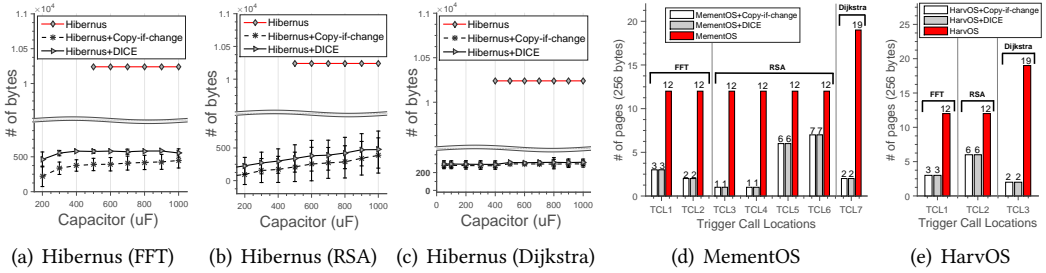 1.1 ×10⁴
Hibernus
Hibernus+Copy-if-change
Hibernus+DICE
1
500
0
# of bytes
200 400 600 800 1000
Capacitor (uF)
(a) Hibernus (FFT)
1.1 ×10⁴
Hibernus
Hibernus+Copy-if-change
Hibernus+DICE
1
500
0
# of bytes
200 400 600 800 1000
Capacitor (uF)
(b) Hibernus (RSA)
1.1 ×10⁴
Hibernus
Hibernus+Copy-if-change
Hibernus+DICE
1
200
0
# of bytes
0 200 400 600 800 1000
Capacitor (uF)
(c) Hibernus (Dijkstra)
MementOS+Copy-if-change
MementOS+DICE
MementOS
Dijkstra
19
FFT
RSA
12 12 12 12 12 12
3 3 2 2 1 1 1 1 6 6 7 7 2 2
20
15
10
5
0
# of pages (256 bytes)
TCL1 TCL2 TCL3 TCL4 TCL5 TCL6 TCL7
Trigger Call Locations
(d) MementOS
HarvOS+Copy-if-change
HarvOS+DICE
HarvOS
Dijkstra
19
FFT
RSA
12 12
3 3 6 6 2 2
20
15
10
5
0
# of pages (256 bytes)
TCL1 TCL2 TCL3
Trigger Call Locations
(e) HarvOS